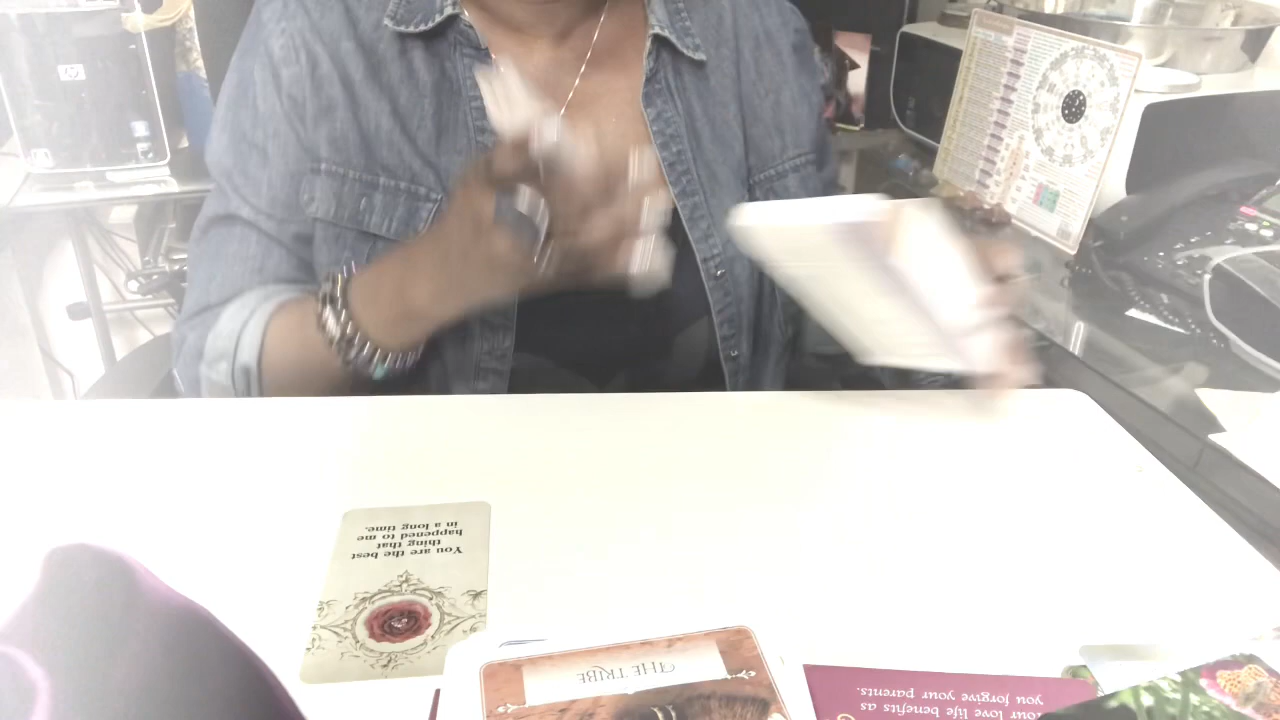 hp
You are the best
thing that
happened to me
in a long time.
THE TRIBE
Your love life benefits as
you forgive your parents.